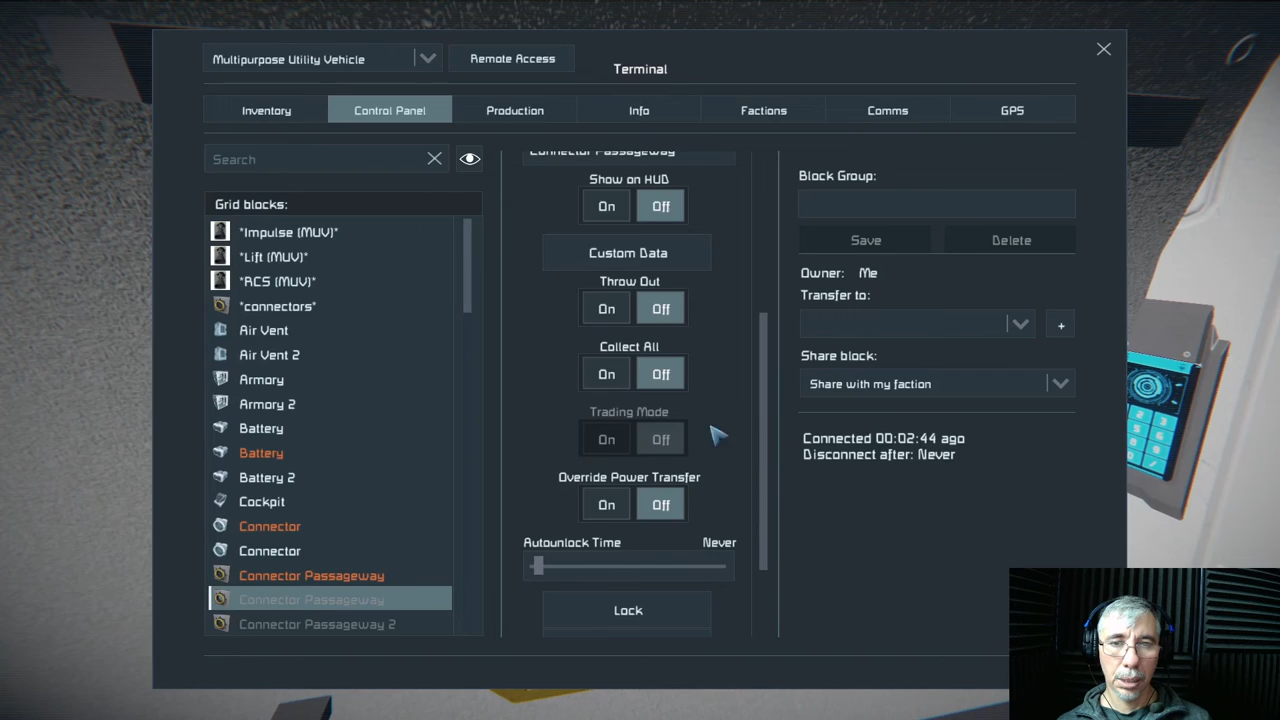 Multipurpose Utility Vehicle
Remote Access
Terminal
Inventory
Control Panel
Production
Info
Factions
Comms
GPS
Search
Grid blocks:
*Impulse (MUV)*
*Lift (MUV)*
*RCS (MUV)*
*connectors*
Air Vent
Air Vent 2
Armory
Armory 2
Battery
Battery
Battery 2
Cockpit
Connector
Connector
Connector Passageway
Connector Passageway
Connector Passageway 2
Connector Passageway
Show on HUD
On Off
Custom Data
Throw Out
On Off
Collect All
On Off
Trading Mode
On Off
Override Power Transfer
On Off
Autounlock Time Never
Lock
Block Group:
Save Delete
Owner: Me
Transfer to:
+
Share block:
Share with my faction
Connected 00:02:44 ago
Disconnect after: Never